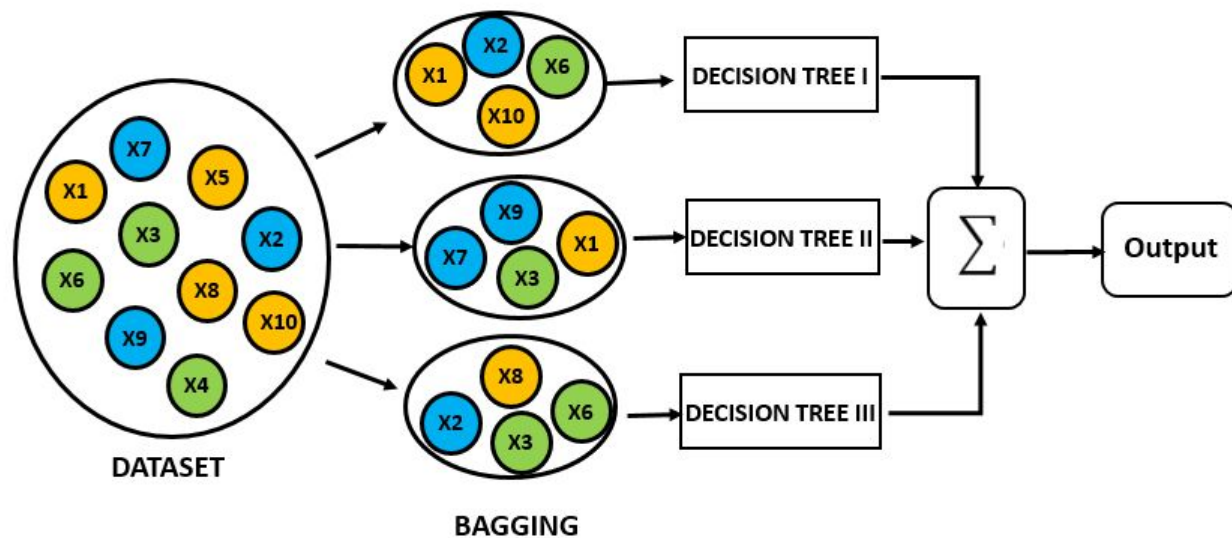 X7
X1
X5
X3
X2
X6
X8
X10
X9
X4
DATASET
X2
X1
X6
X10
X9
X7
X1
X3
X8
X2
X6
X3
BAGGING
DECISION TREE I
DECISION TREE II
DECISION TREE III
∑
Output